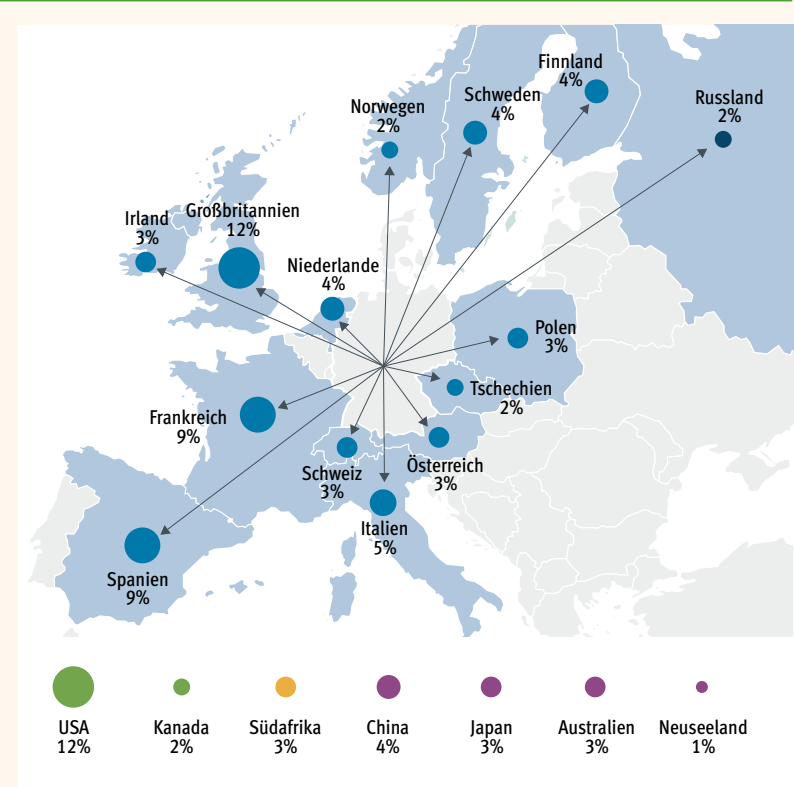 Finnland
4%
Schweden
4%
Russland
2%
Norwegen
2%
Irland
3%
Großbritannien
12%
Niederlande
4%
Polen
3%
Tschechien
2%
Frankreich
9%
Österreich
3%
Schweiz
3%
Italien
5%
Spanien
9%
USA
12%
Kanada
2%
Südafrika
3%
China
4%
Japan
3%
Australien
3%
Neuseeland
1%